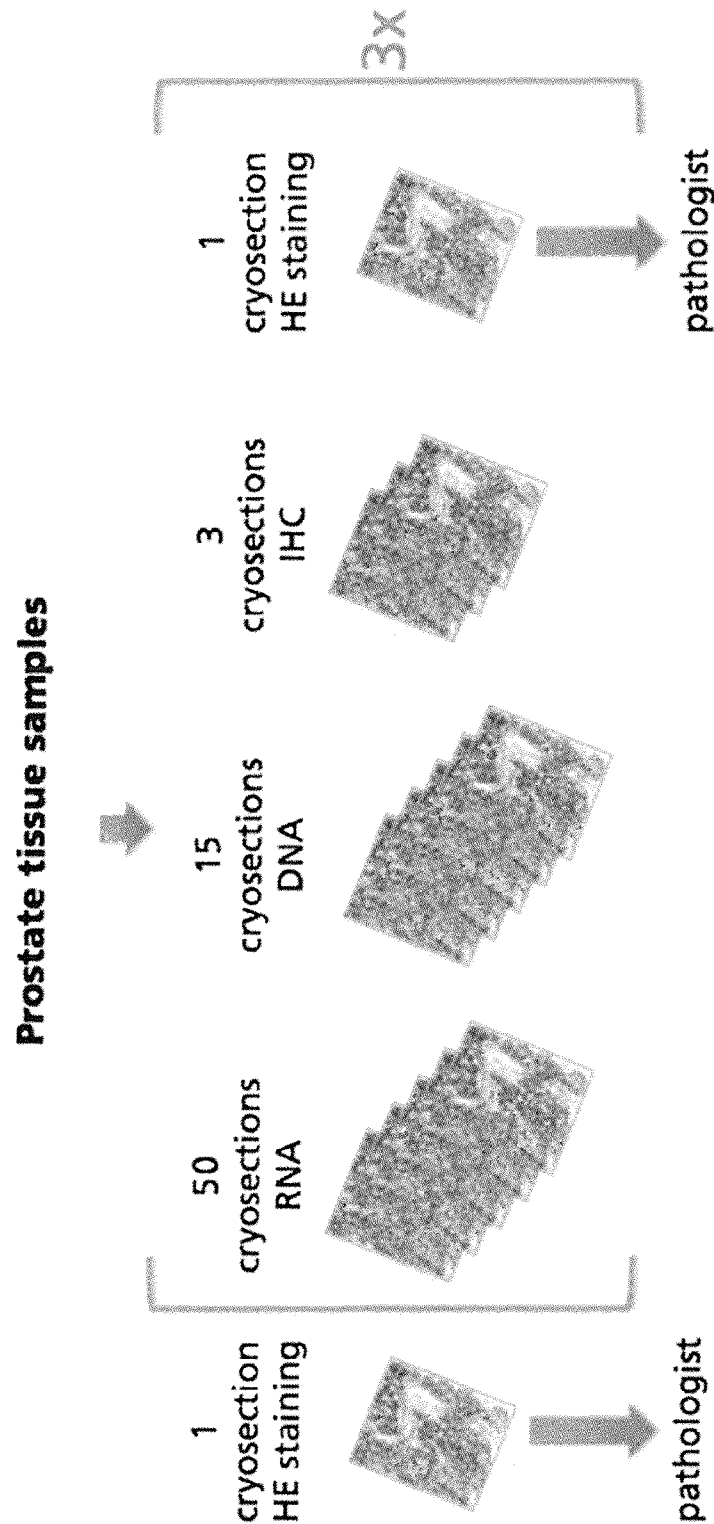 Prostate tissue samples
1
cryosection
HE staining
50
cryosections
RNA
15
cryosections
DNA
3
cryosections
IHC
1
cryosection
HE staining
3x
pathologist
pathologist